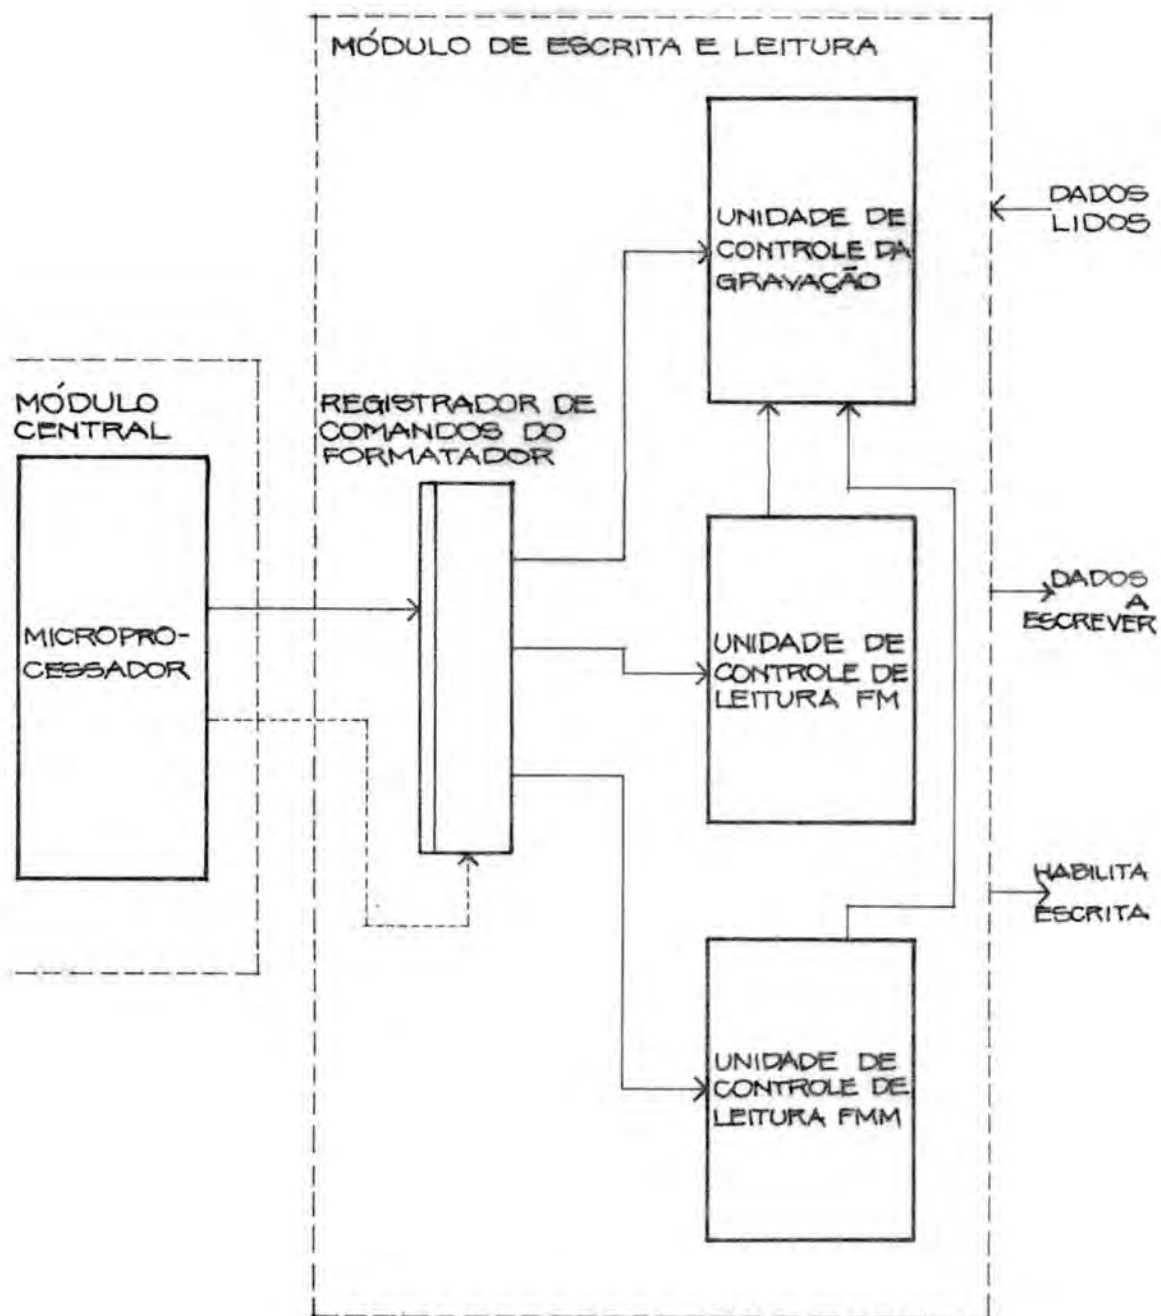 MÓDULO DE ESCRITA E LEITURA
UNIDADE DE
CONTROLE DA
GRAVAÇÃO
DADOS
LIDOS
MÓDULO
CENTRAL
REGISTRADOR DE
COMANDOS DO
FORMATADOR
MICROPRO-
CESSADOR
UNIDADE DE
CONTROLE DE
LEITURA FM
DADOS
A
ESCREVER
HABILITA
ESCRITA
UNIDADE DE
CONTROLE DE
LEITURA FMM